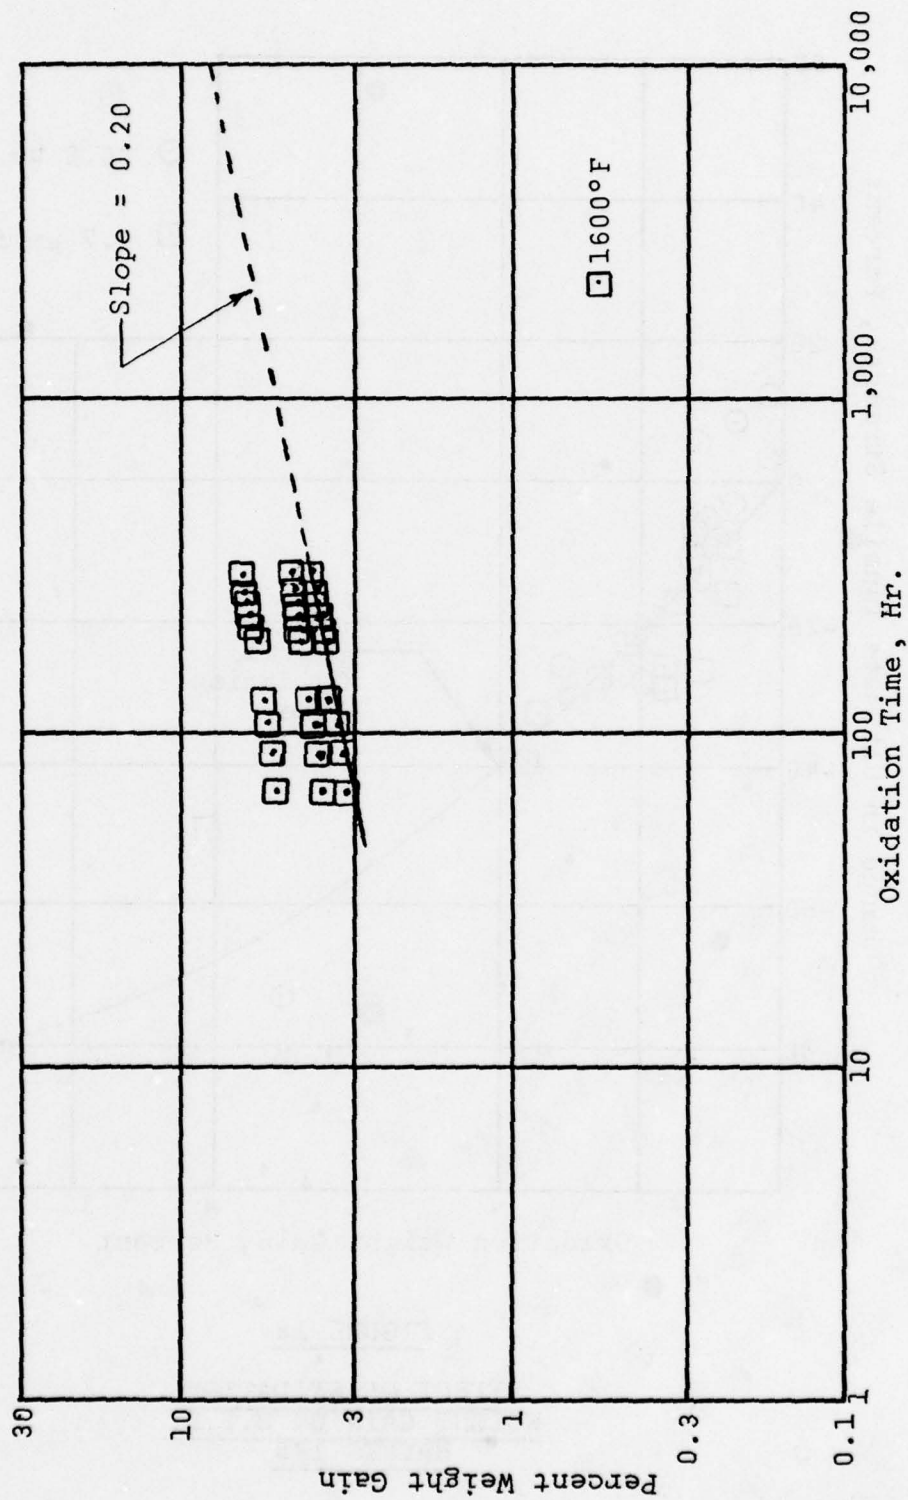 Percent Weight Gain
30
10
3
1
0.3
0.1
Slope = 0.20
1600°F
1
10
100
1,000
10,000
Oxidation Time, Hr.